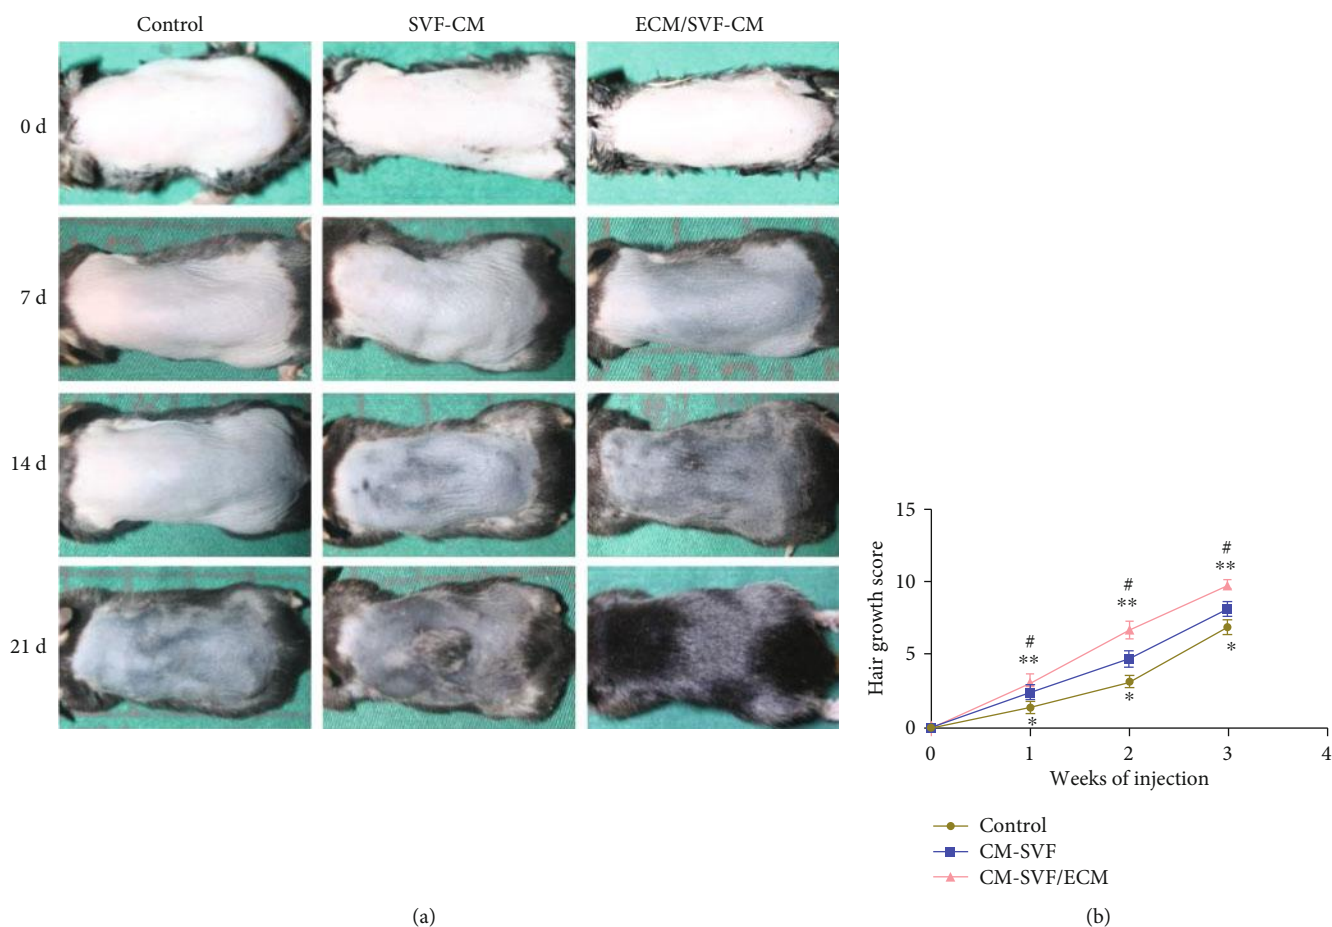 Control SVF-CM ECM/SVF-CM
0 d
7 d
14 d
21 d
(a)
15
10
5
0
Hair growth score
# ** *
# ** *
# ** *
0 1 2 3 4
Weeks of injection
Control
CM-SVF
CM-SVF/ECM
(b)